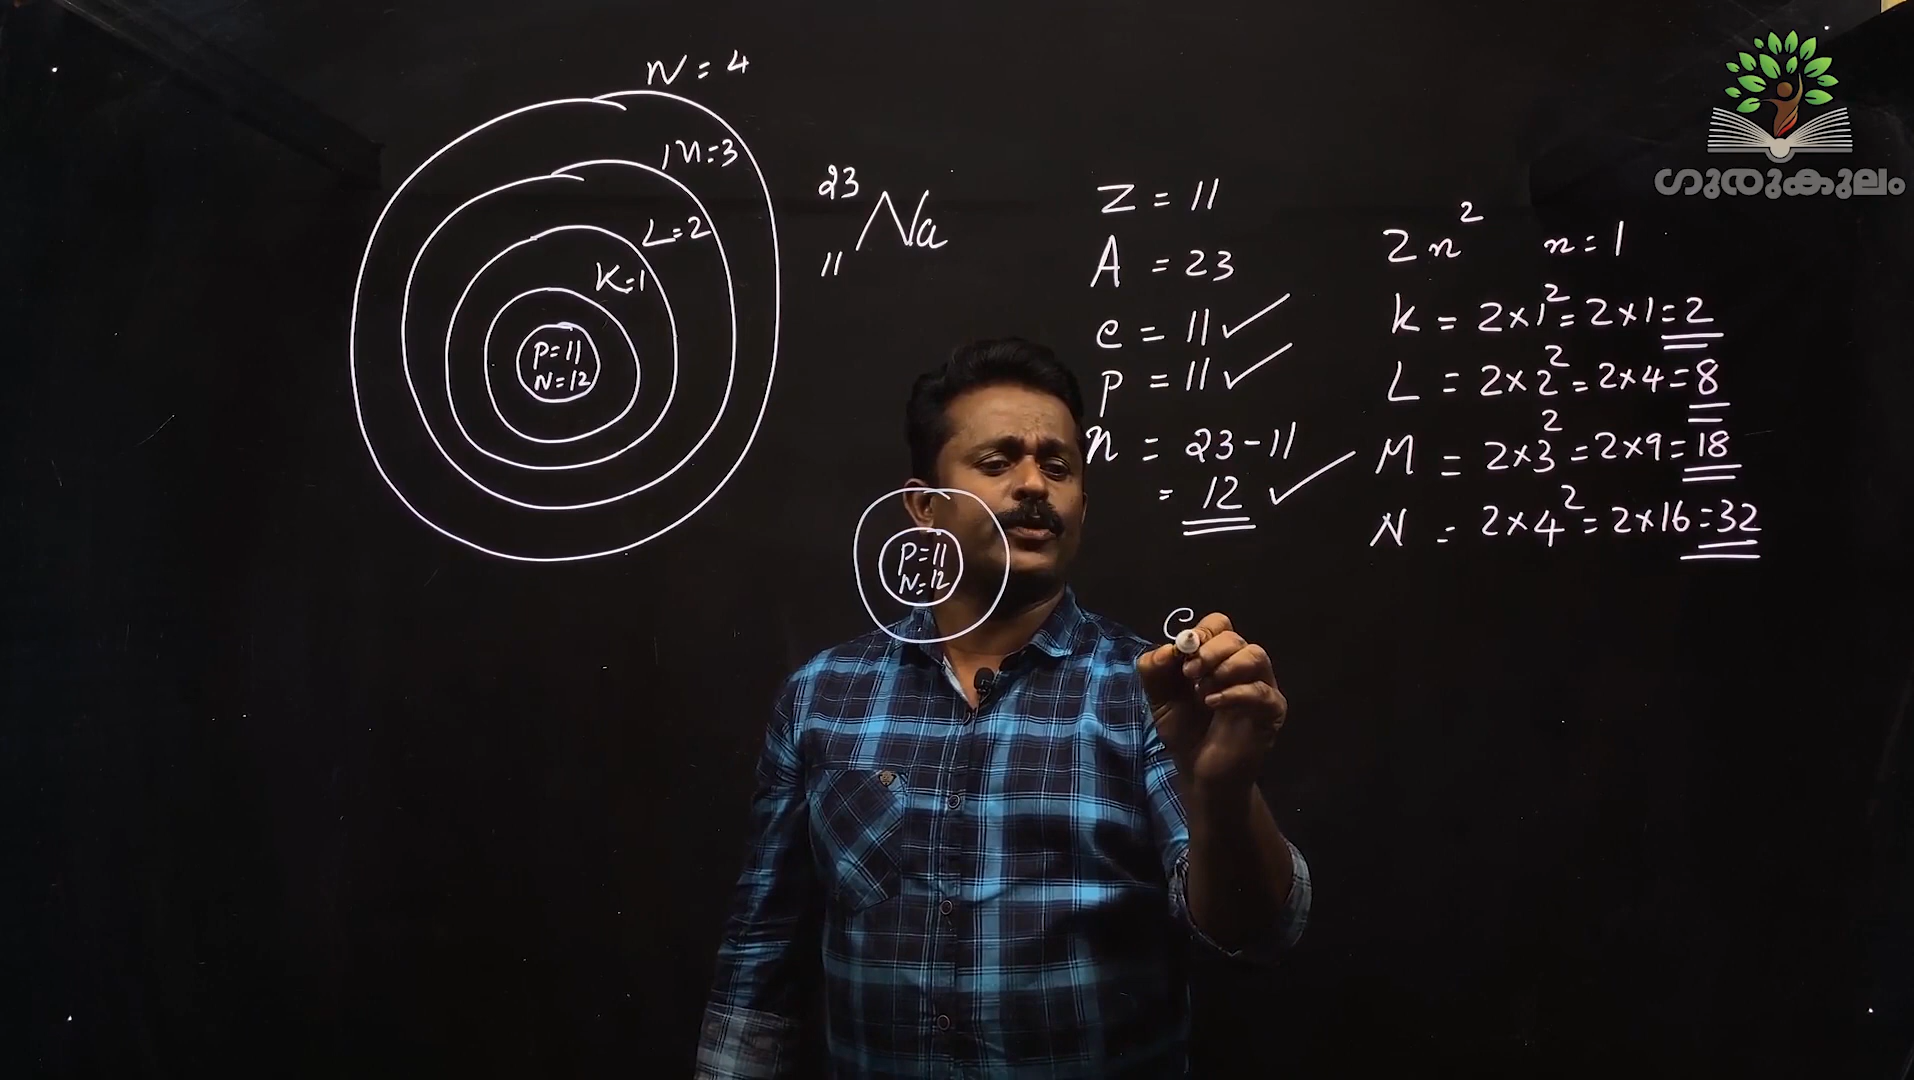 N = 4
M=3
L=2
K=1
P=11
N=12
23
11 Na
Z = 11
A = 23
e = 11 ✓
p = 11 ✓
n = 23-11
= 12 ✓
2n² n=1
K = 2×1² = 2×1=2
L = 2×2² = 2×4=8
M = 2×3² = 2×9=18
N = 2×4² = 2×16=32
P=11
N=12
e
ഗുരുകുലം